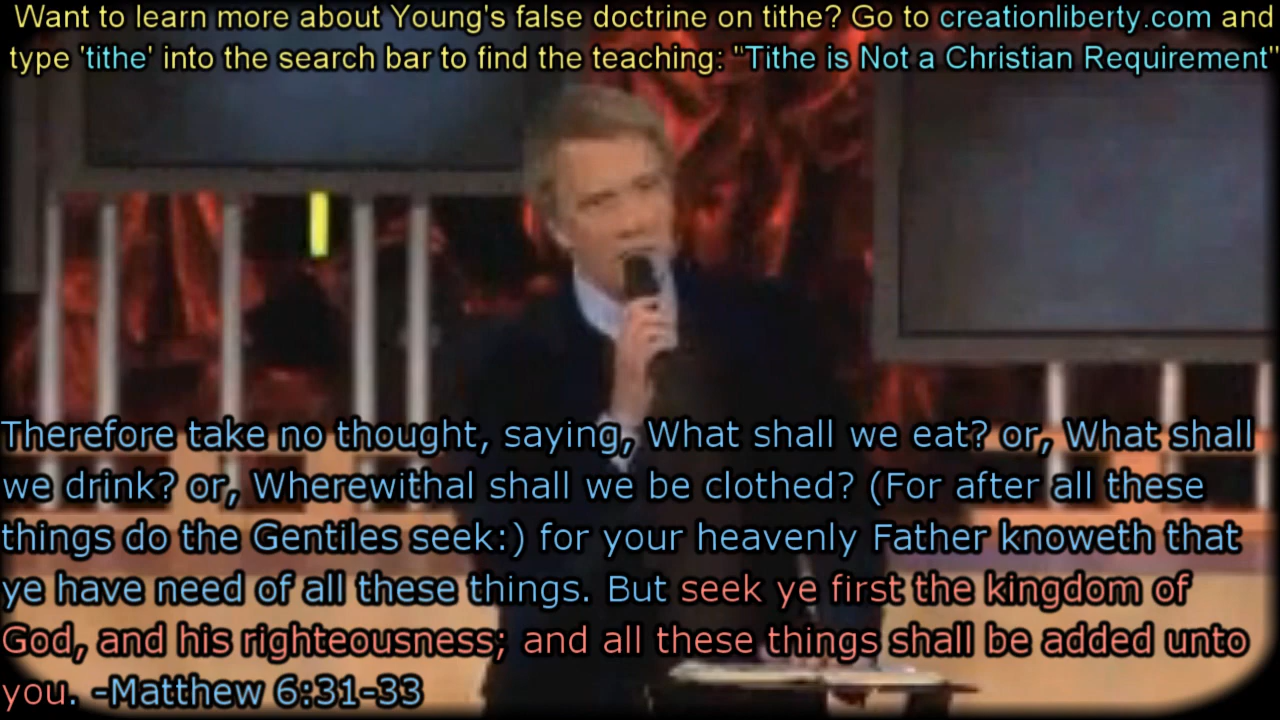 Want to learn more about Young's false doctrine on tithe? Go to creationliberty.com and
type 'tithe' into the search bar to find the teaching: "Tithe is Not a Christian Requirement"
Therefore take no thought, saying, What shall we eat? or, What shall
we drink? or, Wherewithal shall we be clothed? (For after all these
things do the Gentiles seek:) for your heavenly Father knoweth that
ye have need of all these things. But seek ye first the kingdom of
God, and his righteousness; and all these things shall be added unto
you. -Matthew 6:31-33